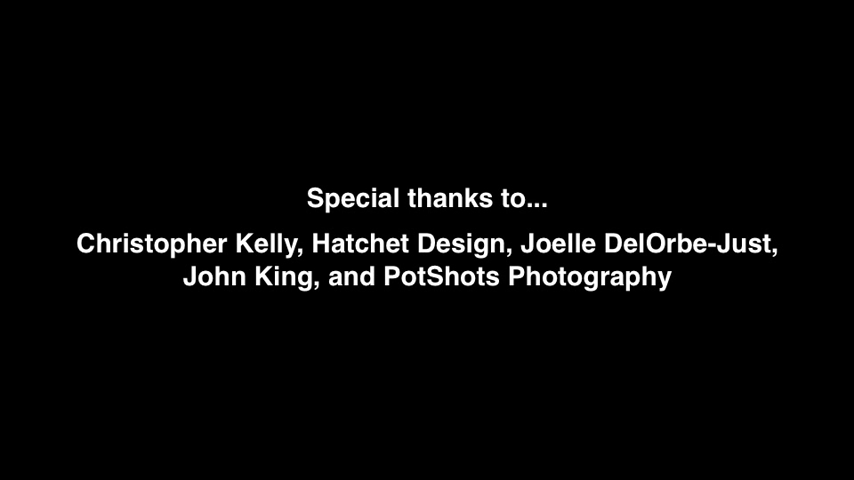 Special thanks to...
Christopher Kelly, Hatchet Design, Joelle DelOrbe-Just,
John King, and PotShots Photography